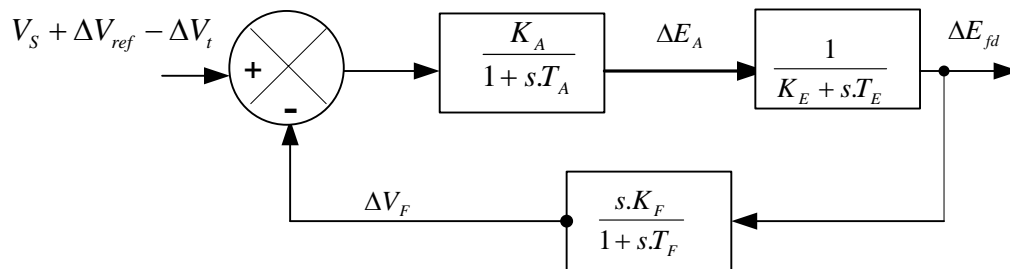 V_S + ΔV_ref − ΔV_t
+
-
K_A
1 + s.T_A
ΔE_A
1
K_E + s.T_E
ΔE_fd
ΔV_F
s.K_F
1 + s.T_F